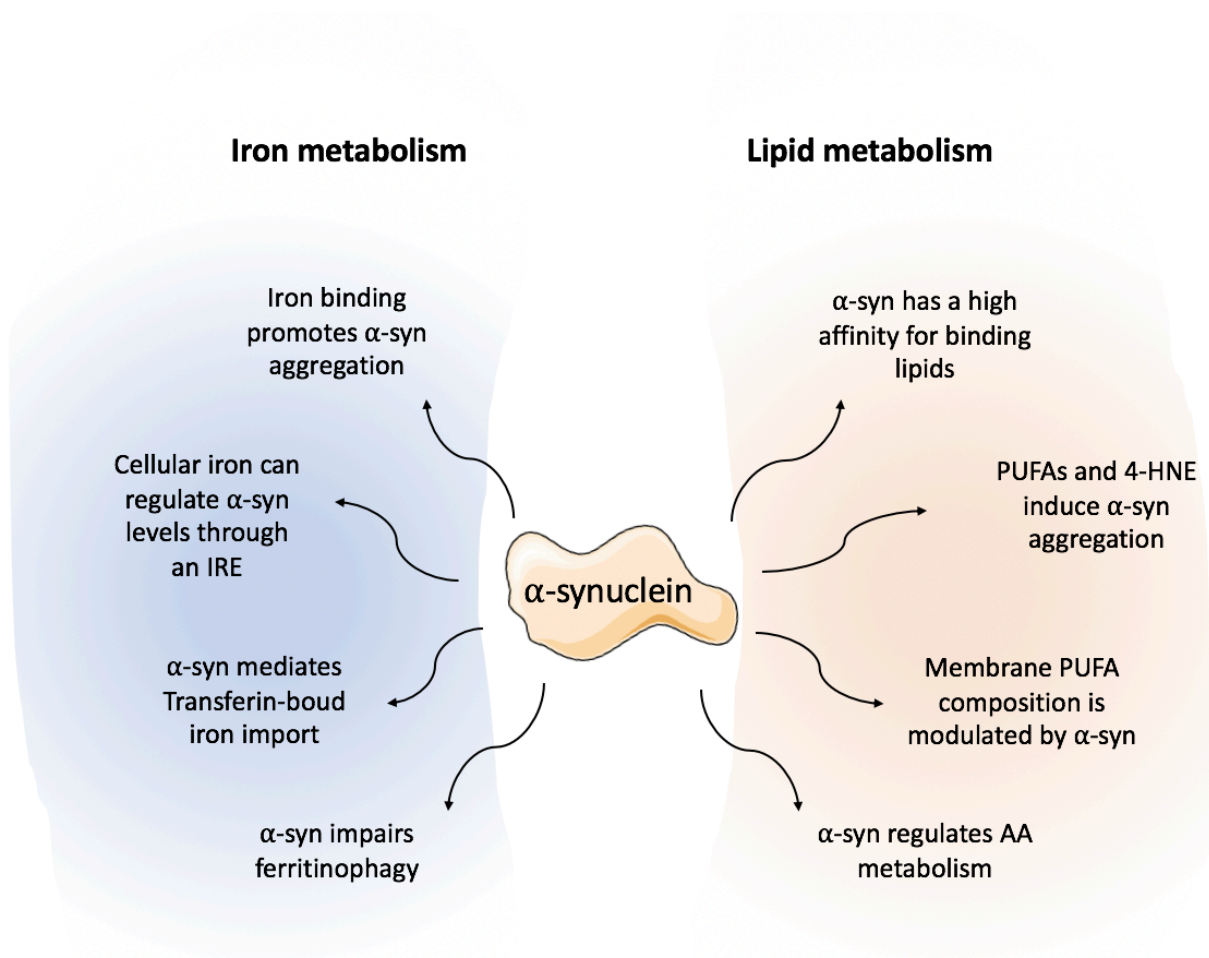 Iron metabolism
Iron binding
promotes α-syn
aggregation
Cellular iron can
regulate α-syn
levels through
an IRE
α-syn mediates
Transferin-boud
iron import
α-syn impairs
ferritinophagy
α-synuclein
Lipid metabolism
α-syn has a high
affinity for binding
lipids
PUFAs and 4-HNE
induce α-syn
aggregation
Membrane PUFA
composition is
modulated by α-syn
α-syn regulates AA
metabolism